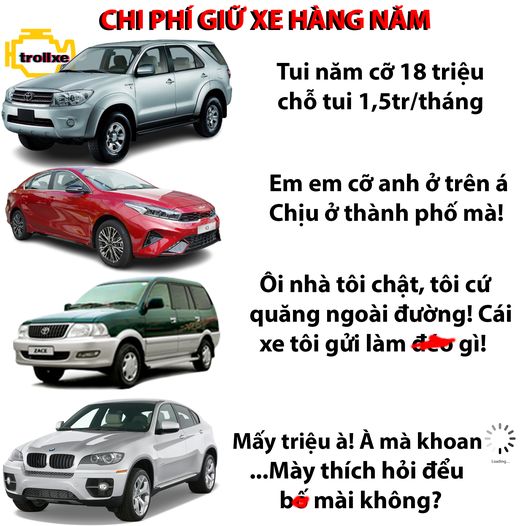 CHI PHÍ GIỮ XE HÀNG NĂM
trollxe
Tui năm cỡ 18 triệu
chỗ tui 1,5tr/tháng
Em em cỡ anh ở trên á
Chịu ở thành phố mà!
Ôi nhà tôi chật, tôi cứ
quăng ngoài đường! Cái
xe tôi gửi làm đếo gì!
ZACE
Mấy triệu à! À mà khoan
Loading...
...Mày thích hỏi đểu
bố mài không?